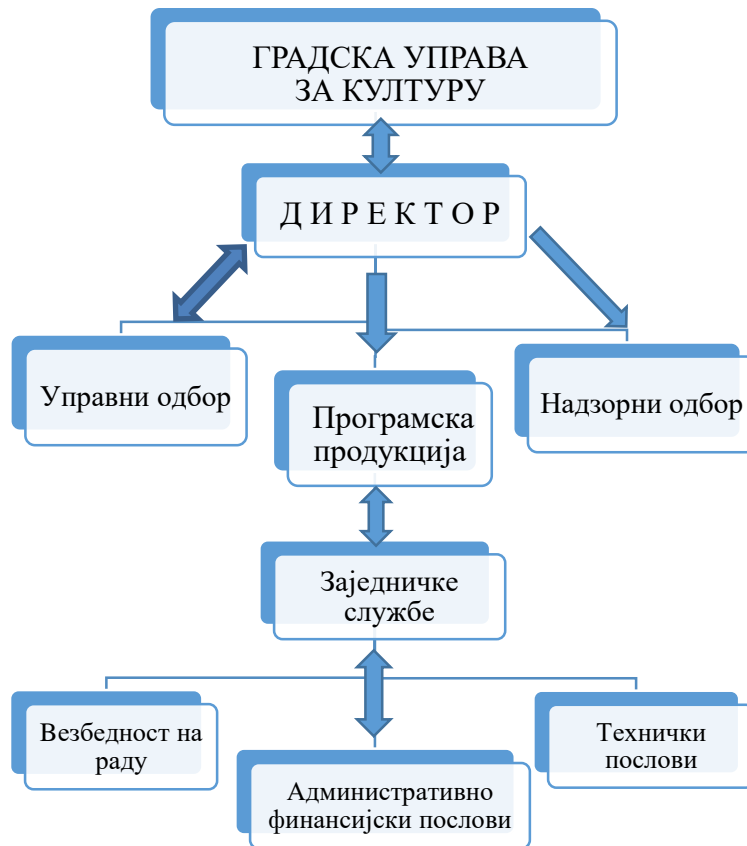 ГРАДСКА УПРАВА
ЗА КУЛТУРУ
Д И Р Е К Т О Р
Управни одбор
Програмска
продукција
Надзорни одбор
Заједничке
службе
Везбедност на
раду
Административно
финансијски послови
Технички
послови